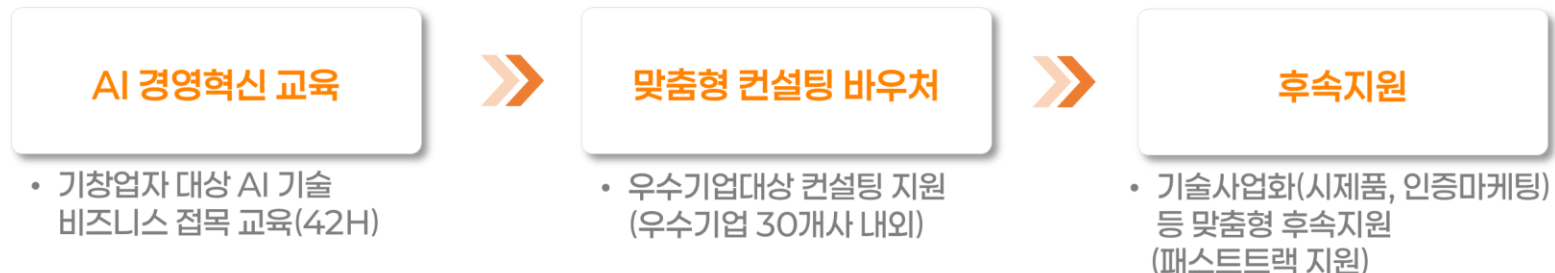 AI 경영혁신 교육
맞춤형 컨설팅 바우처
후속지원
• 기창업자 대상 AI 기술
비즈니스 접목 교육(42H)
• 우수기업대상 컨설팅 지원
(우수기업 30개사 내외)
• 기술사업화(시제품, 인증마케팅)
등 맞춤형 후속지원
(패스트트랙 지원)